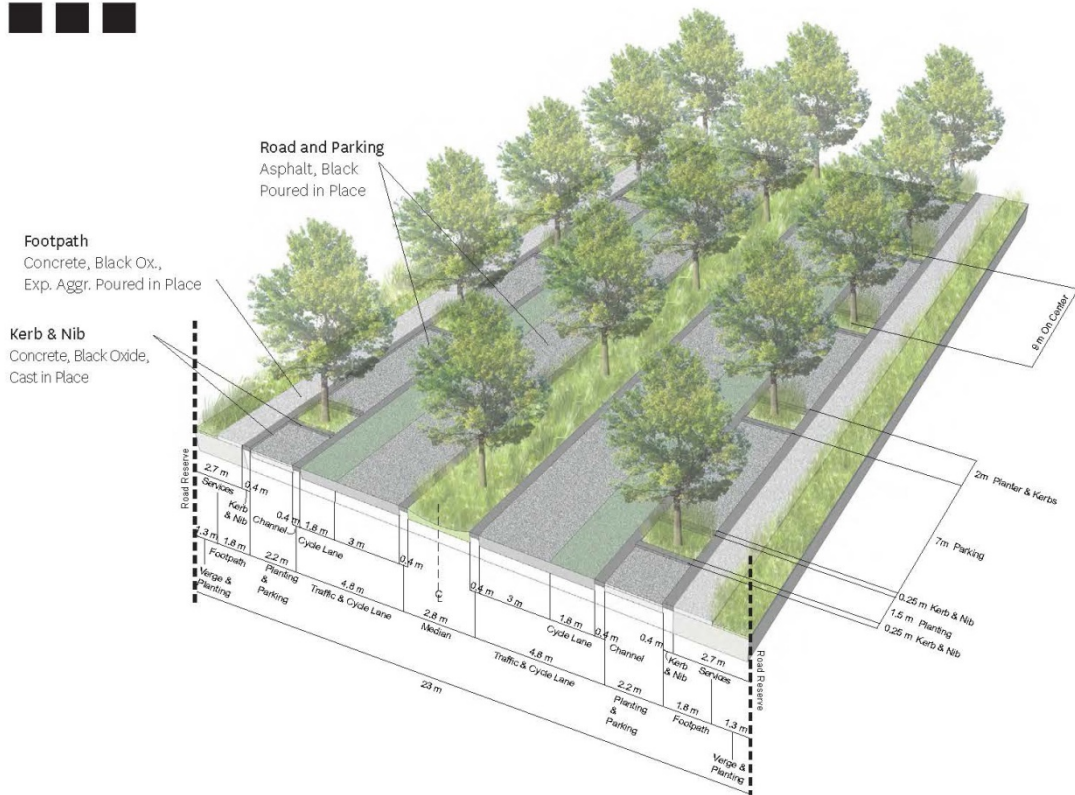 Road and Parking
Asphalt, Black
Poured in Place
Footpath
Concrete, Black Ox.,
Exp. Aggr. Poured in Place
Kerb & Nib
Concrete, Black Oxide,
Cast in Place
9 m On Center
2m Planter & Kerbs
7m Parking
0.25 m Kerb & Nib
1.5 m Planting
0.25 m Kerb & Nib
Road Reserve
2.7 m
Services
0.4 m
Kerb
& Nib
0.4 m
Channel
1.8 m
Cycle Lane
3 m
0.4 m
1.3 m
Verge &
Planting
1.8 m
Footpath
2.2 m
Planting
&
Parking
4.8 m
Traffic & Cycle Lane
2.8 m
Median
CL
0.4 m
3 m
1.8 m
Cycle Lane
0.4 m
Channel
0.4 m
Kerb
& Nib
2.7 m
Services
4.8 m
Traffic & Cycle Lane
2.2 m
Planting
&
Parking
1.8 m
Footpath
1.3 m
Verge &
Planting
23 m
Road Reserve